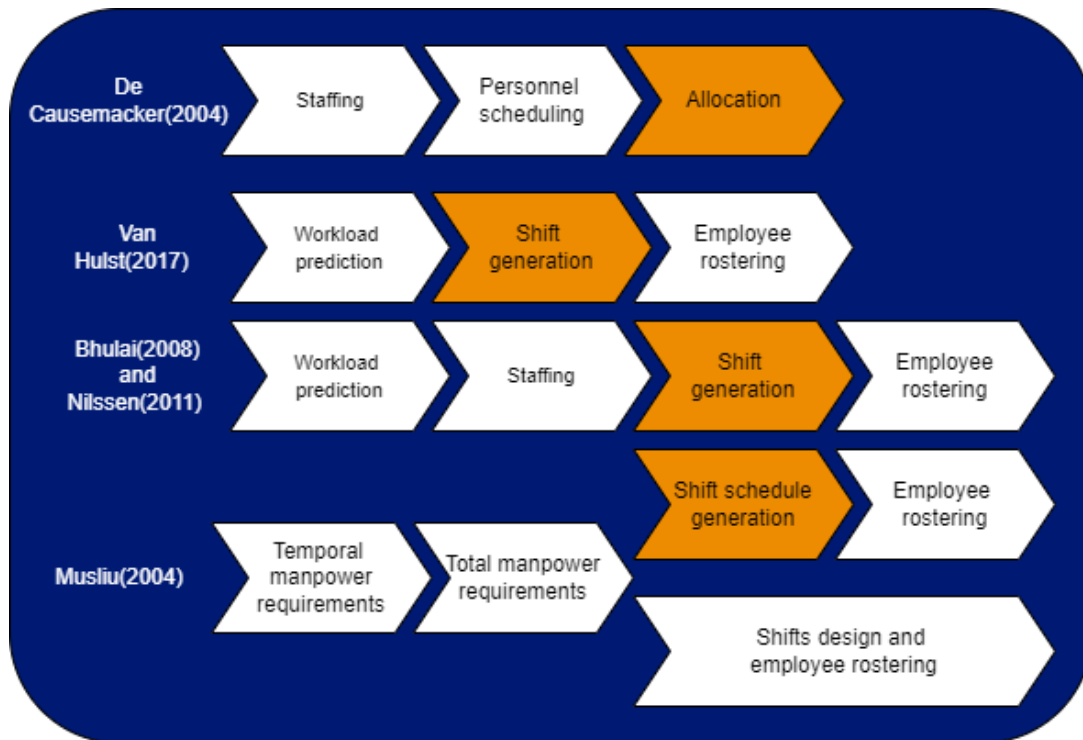 De
Causemacker(2004)
Staffing
Personnel
scheduling
Allocation
Van
Hulst(2017)
Workload
prediction
Shift
generation
Employee
rostering
Bhulai(2008)
and
Nilssen(2011)
Workload
prediction
Staffing
Shift
generation
Employee
rostering
Musliu(2004)
Temporal
manpower
requirements
Total manpower
requirements
Shift schedule
generation
Employee
rostering
Shifts design and
employee rostering